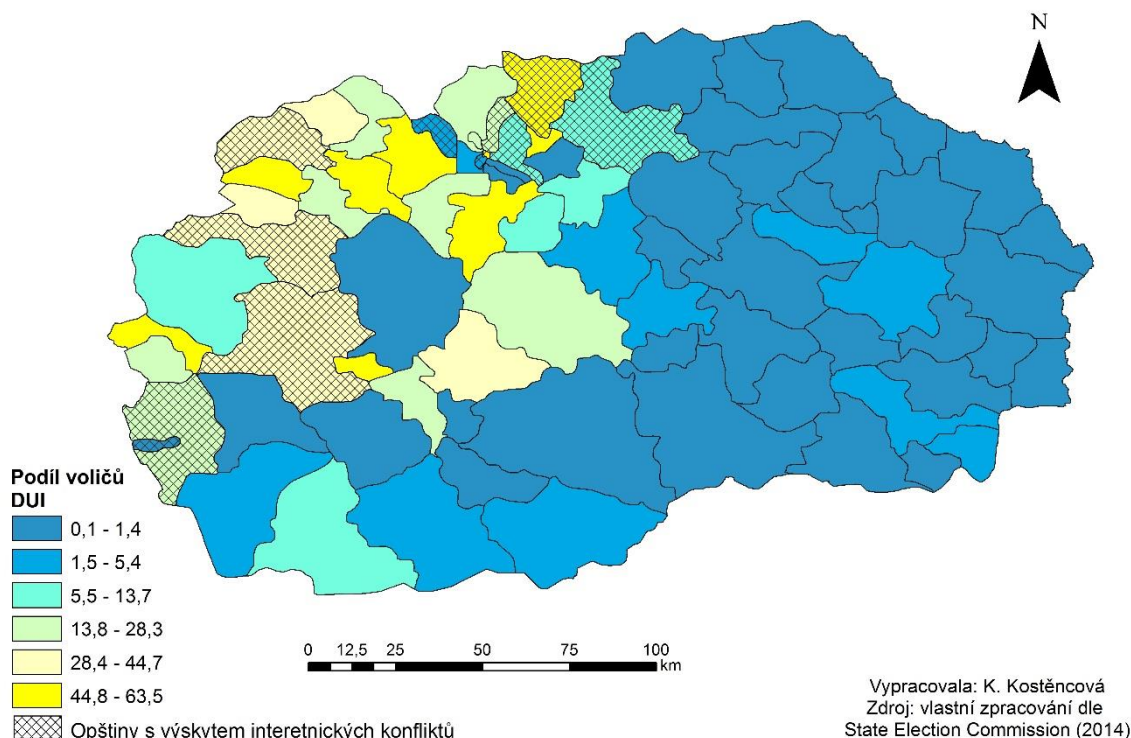 N
Podíl voličů
DUI
0,1 - 1,4
1,5 - 5,4
5,5 - 13,7
13,8 - 28,3
28,4 - 44,7
44,8 - 63,5
Opštiny s výskytem interetnických konfliktů
0 12,5 25 50 75 100
km
Vypracovala: K. Kostěncová
Zdroj: vlastní zpracování dle
State Election Commission (2014)